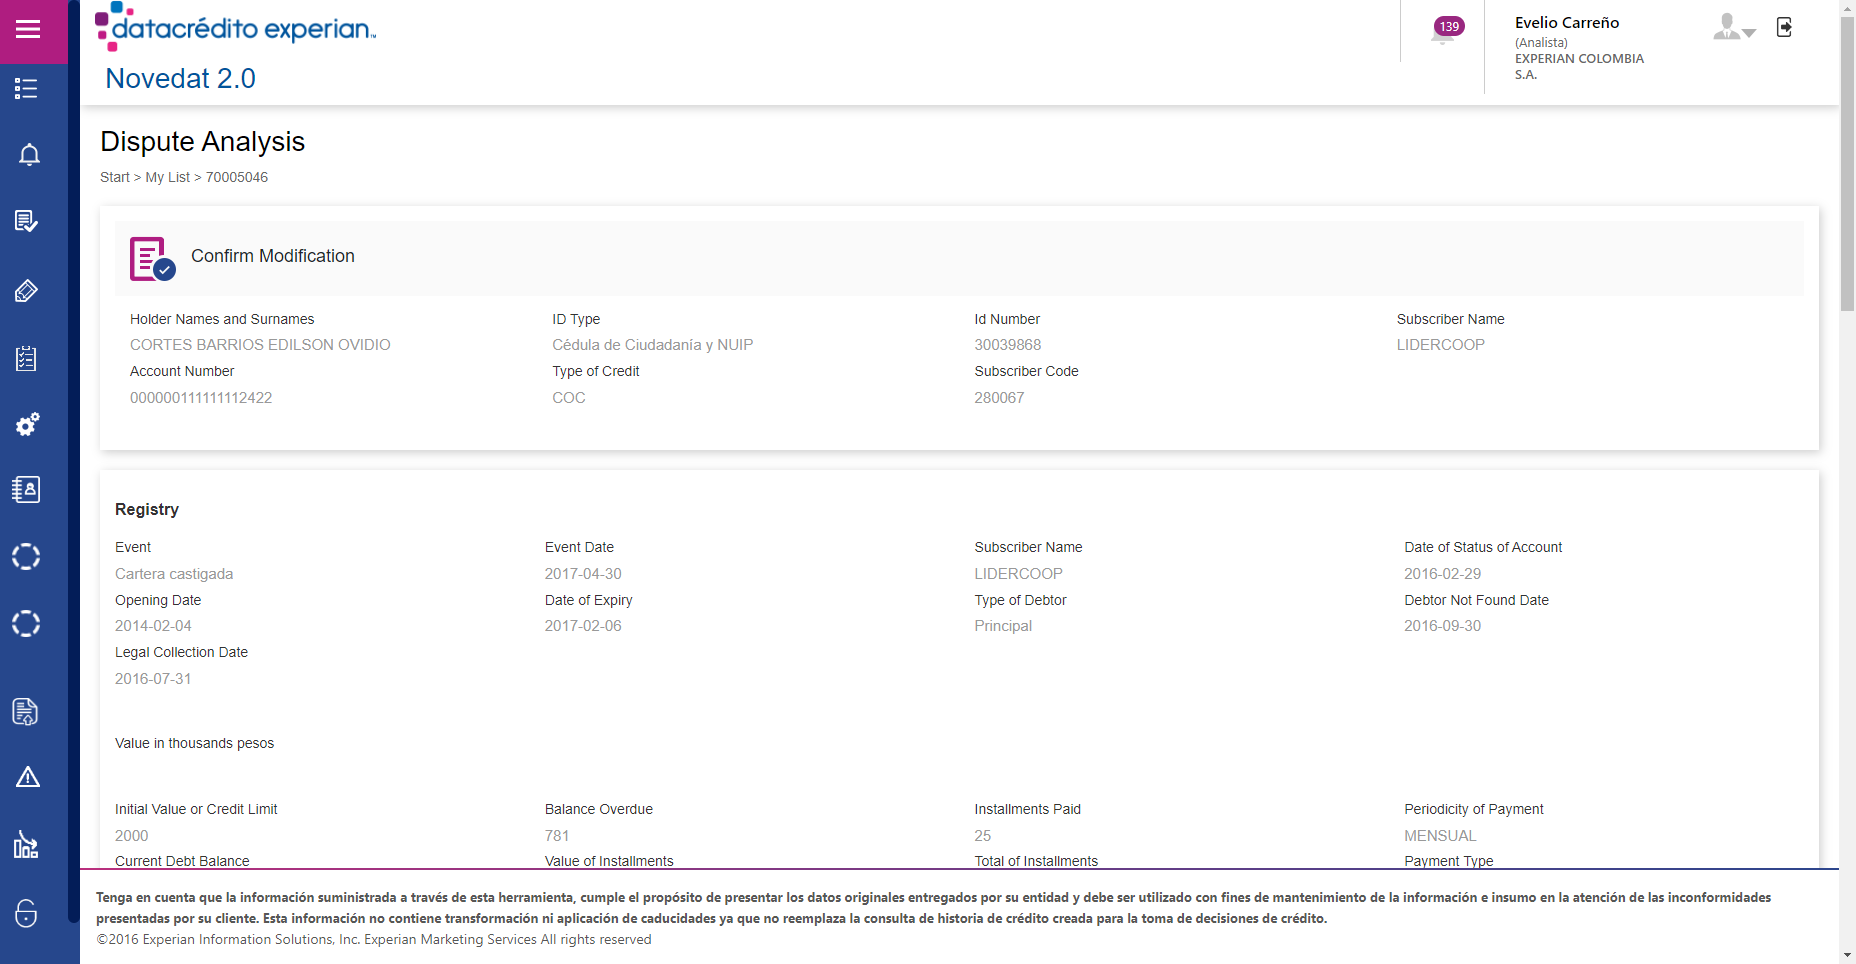 datacrédito experian™
139
Evelio Carreño
(Analista)
EXPERIAN COLOMBIA
S.A.
Novedat 2.0
Dispute Analysis
Start > My List > 70005046
Confirm Modification
Holder Names and Surnames ID Type Id Number Subscriber Name
CORTES BARRIOS EDILSON OVIDIO Cédula de Ciudadanía y NUIP 30039868 LIDERCOOP
Account Number Type of Credit Subscriber Code
000000111111112422 COC 280067
Registry
Event Event Date Subscriber Name Date of Status of Account
Cartera castigada 2017-04-30 LIDERCOOP 2016-02-29
Opening Date Date of Expiry Type of Debtor Debtor Not Found Date
2014-02-04 2017-02-06 Principal 2016-09-30
Legal Collection Date
2016-07-31
Value in thousands pesos
Initial Value or Credit Limit Balance Overdue Installments Paid Periodicity of Payment
2000 781 25 MENSUAL
Current Debt Balance Value of Installments Total of Installments Payment Type
Tenga en cuenta que la información suministrada a través de esta herramienta, cumple el propósito de presentar los datos originales entregados por su entidad y debe ser utilizado con fines de mantenimiento de la información e insumo en la atención de las inconformidades
presentadas por su cliente. Esta información no contiene transformación ni aplicación de caducidades ya que no reemplaza la consulta de historia de crédito creada para la toma de decisiones de crédito.
©2016 Experian Information Solutions, Inc. Experian Marketing Services All rights reserved